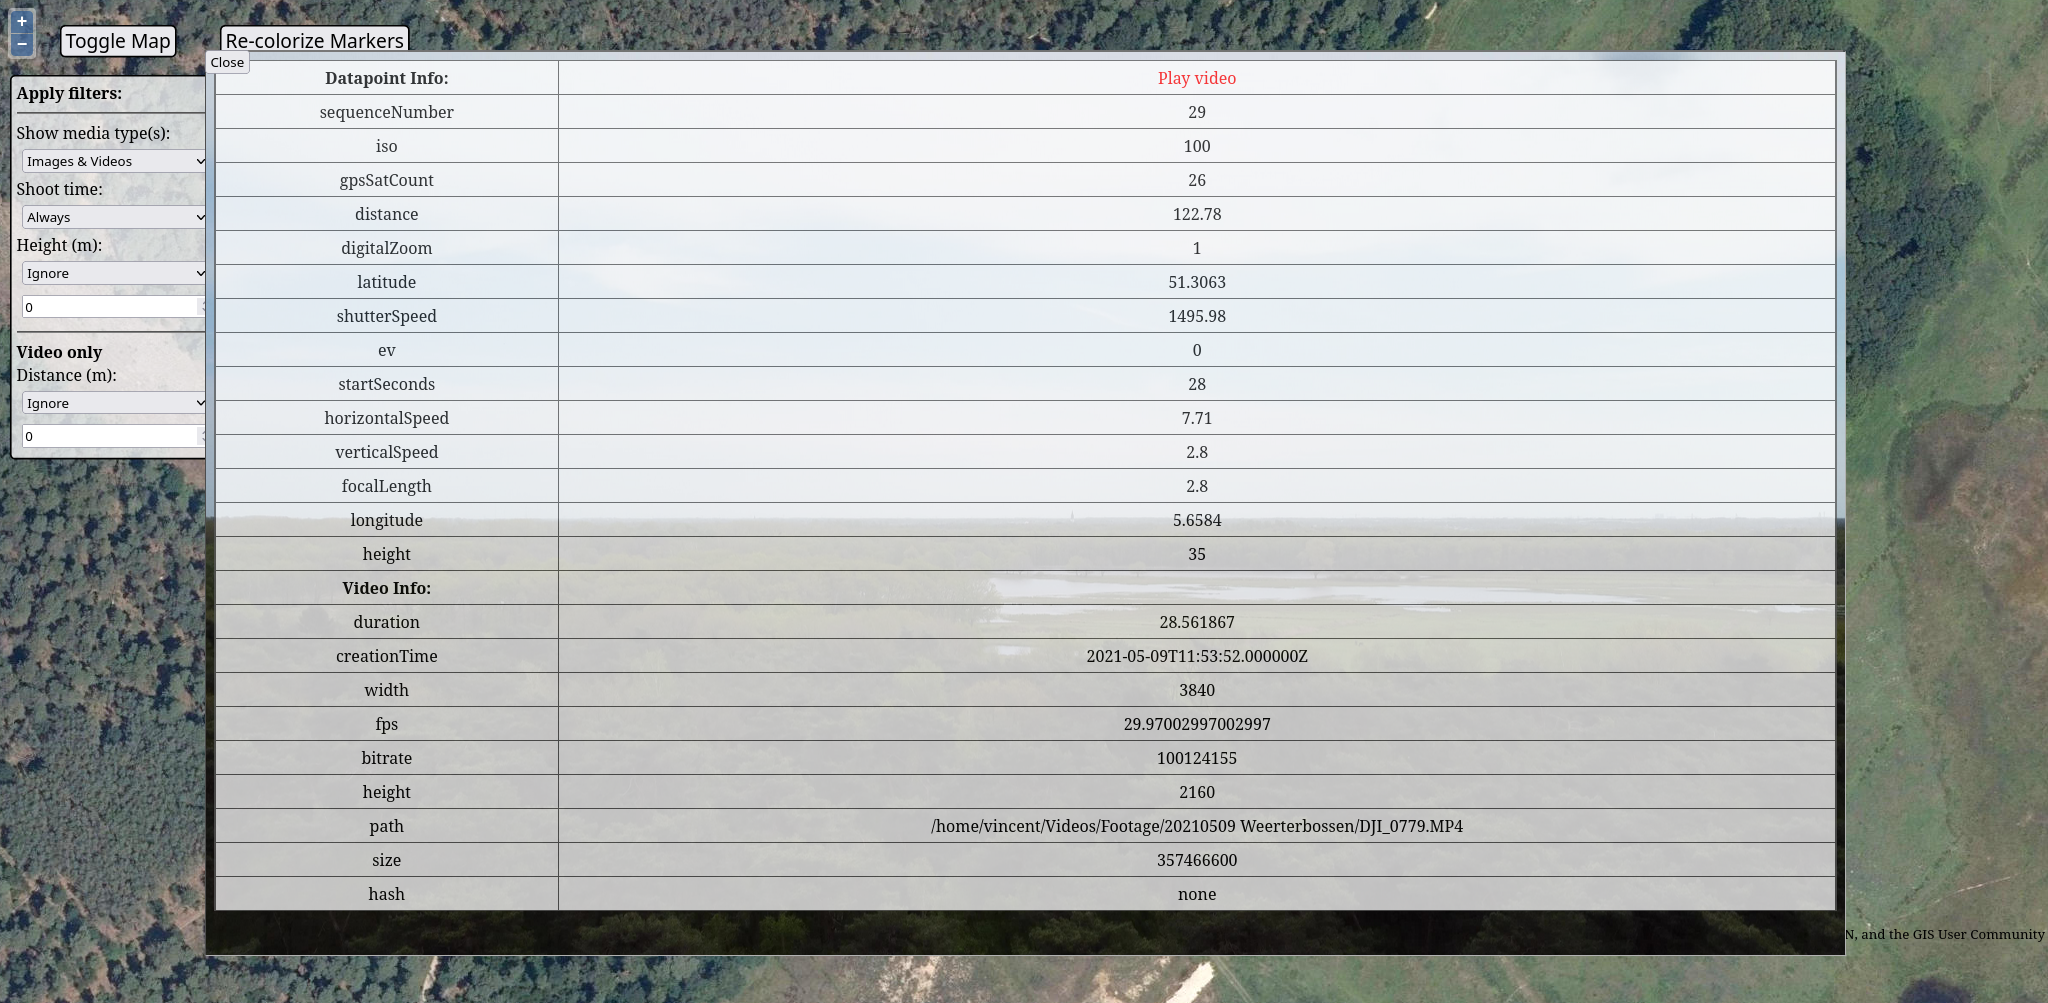 +
−
Toggle Map
Re-colorize Markers
Close
Apply filters:
Show media type(s):
Images & Videos
Shoot time:
Always
Height (m):
Ignore
0
Video only
Distance (m):
Ignore
0
Datapoint Info: Play video
sequenceNumber 29
iso 100
gpsSatCount 26
distance 122.78
digitalZoom 1
latitude 51.3063
shutterSpeed 1495.98
ev 0
startSeconds 28
horizontalSpeed 7.71
verticalSpeed 2.8
focalLength 2.8
longitude 5.6584
height 35
Video Info:
duration 28.561867
creationTime 2021-05-09T11:53:52.000000Z
width 3840
fps 29.97002997002997
bitrate 100124155
height 2160
path /home/vincent/Videos/Footage/20210509 Weerterbossen/DJI_0779.MP4
size 357466600
hash none
N, and the GIS User Community